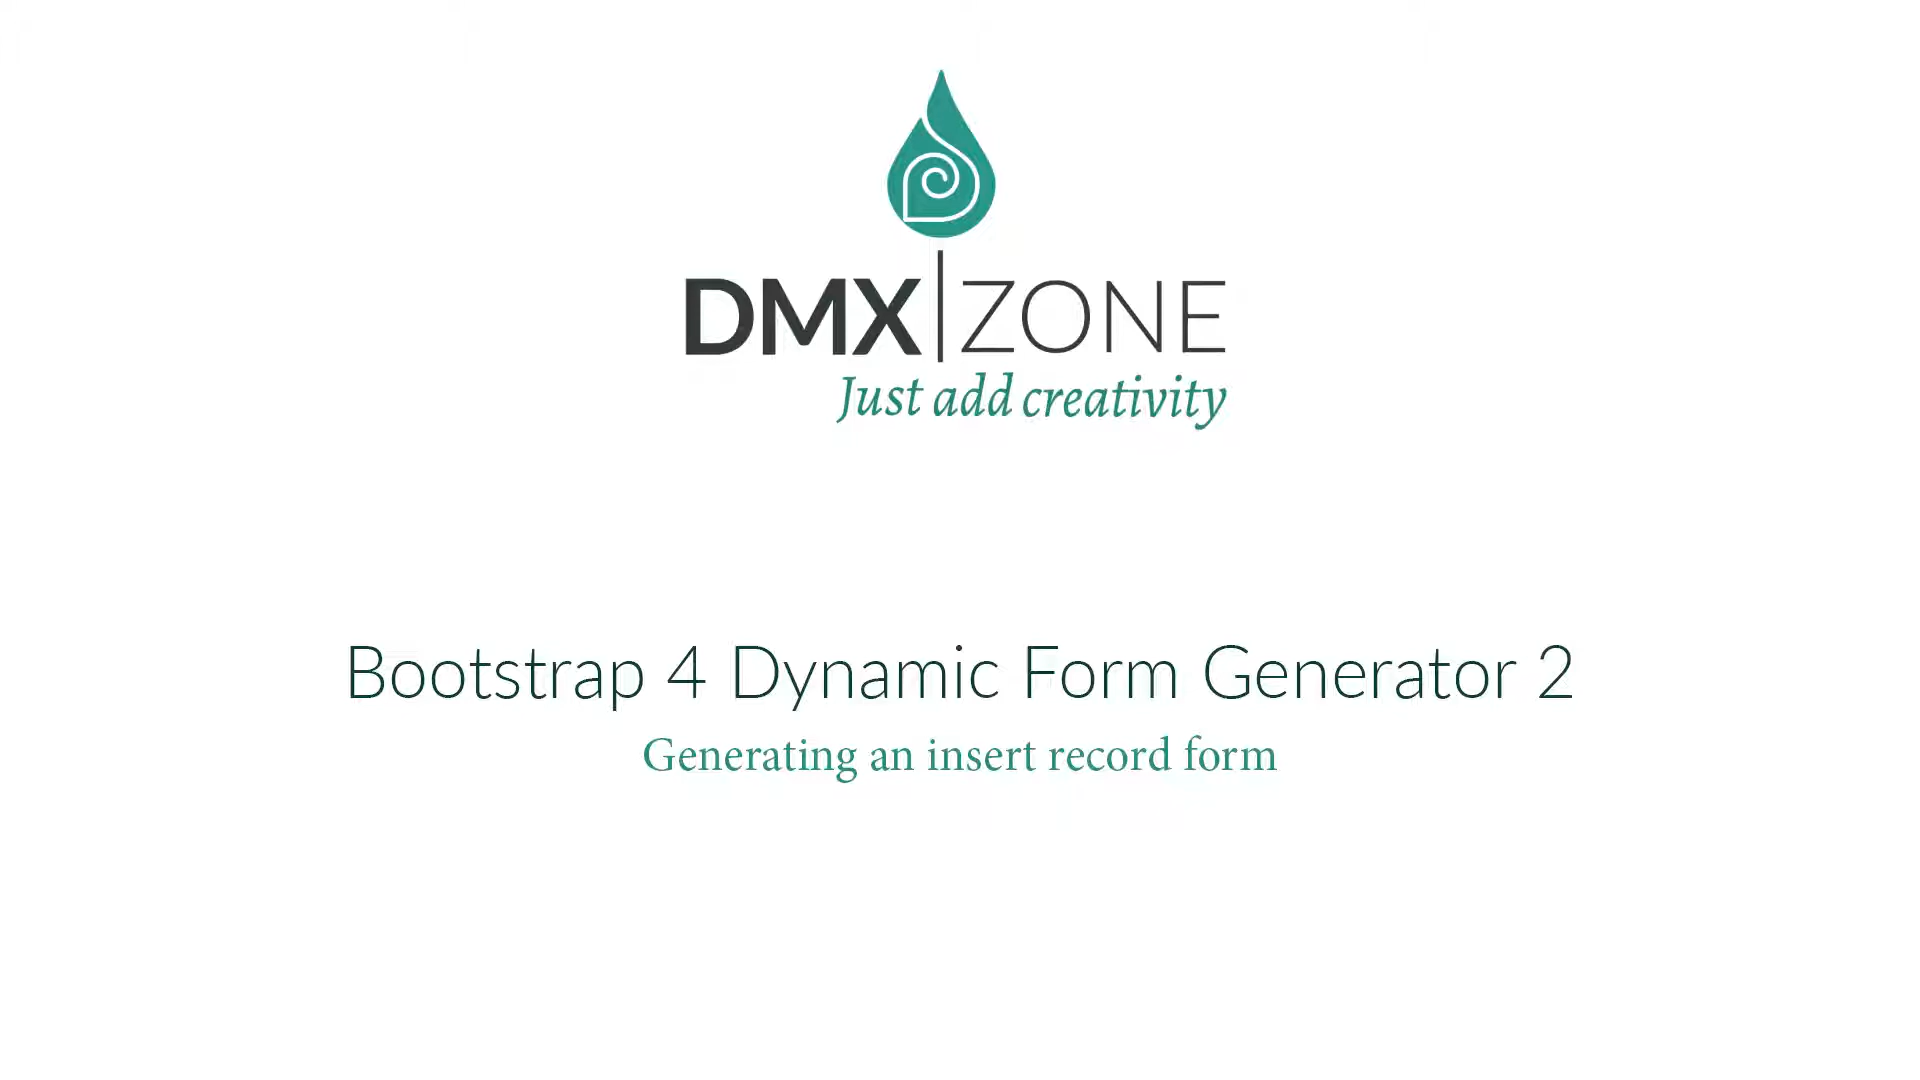 DMX|ZONE
Just add creativity
Bootstrap 4 Dynamic Form Generator 2
Generating an insert record form